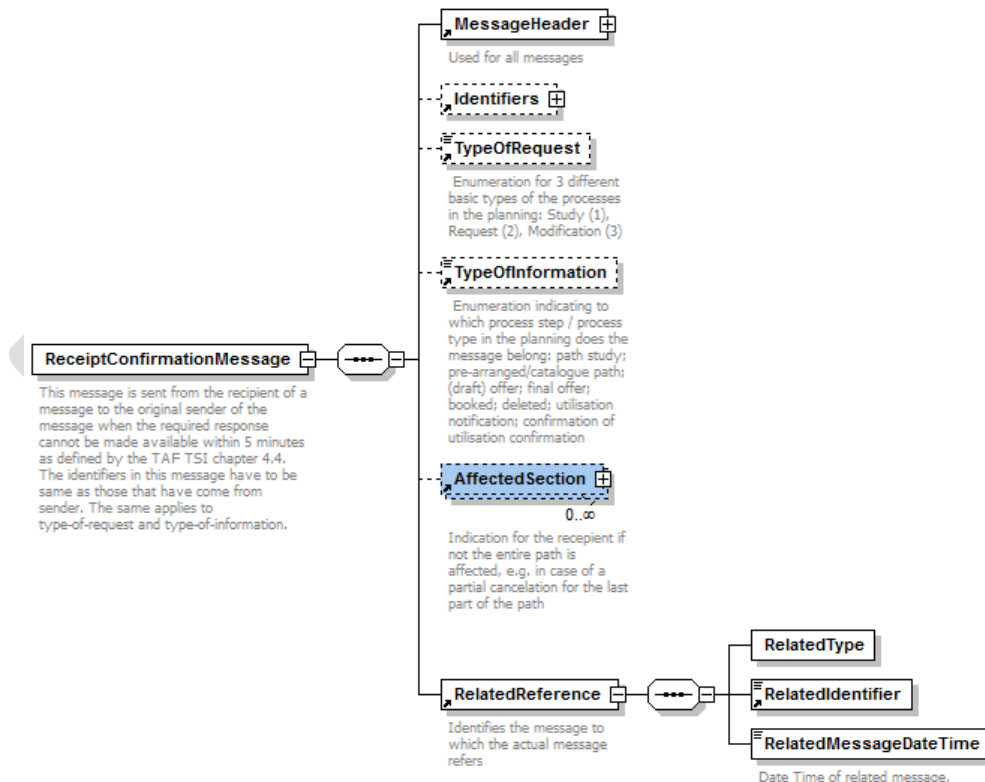 MessageHeader
Used for all messages
Identifiers
TypeOfRequest
Enumeration for 3 different
basic types of the processes
in the planning: Study (1),
Request (2), Modification (3)
TypeOfInformation
Enumeration indicating to
which process step / process
type in the planning does the
message belong: path study;
pre-arranged/catalogue path;
(draft) offer; final offer;
booked; deleted; utilisation
notification; confirmation of
utilisation confirmation
ReceiptConfirmationMessage
This message is sent from the recipient of a
message to the original sender of the
message when the required response
cannot be made available within 5 minutes
as defined by the TAF TSI chapter 4.4.
The identifiers in this message have to be
same as those that have come from
sender. The same applies to
type-of-request and type-of-information.
AffectedSection
0..∞
Indication for the recepient if
not the entire path is
affected, e.g. in case of a
partial cancelation for the last
part of the path
RelatedReference
Identifies the message to
which the actual message
refers
RelatedType
RelatedIdentifier
RelatedMessageDateTime
Date Time of related message.